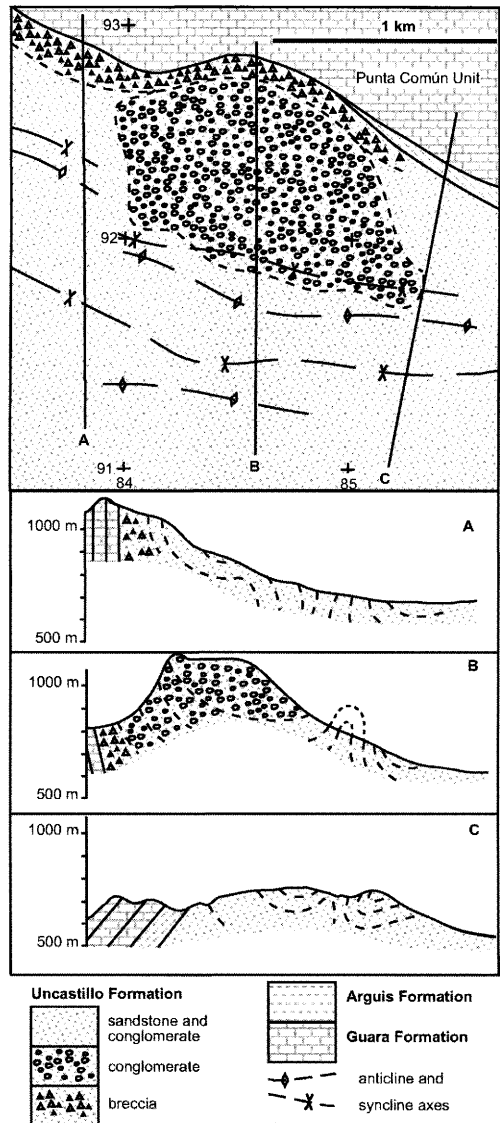 93
1 km
Punta Común Unit
92
A
B
C
91
84
85
A
1000 m
500 m
B
1000 m
500 m
C
1000 m
500 m
Uncastillo Formation
sandstone and
conglomerate
conglomerate
breccia
Arguis Formation
Guara Formation
anticline and
syncline axes